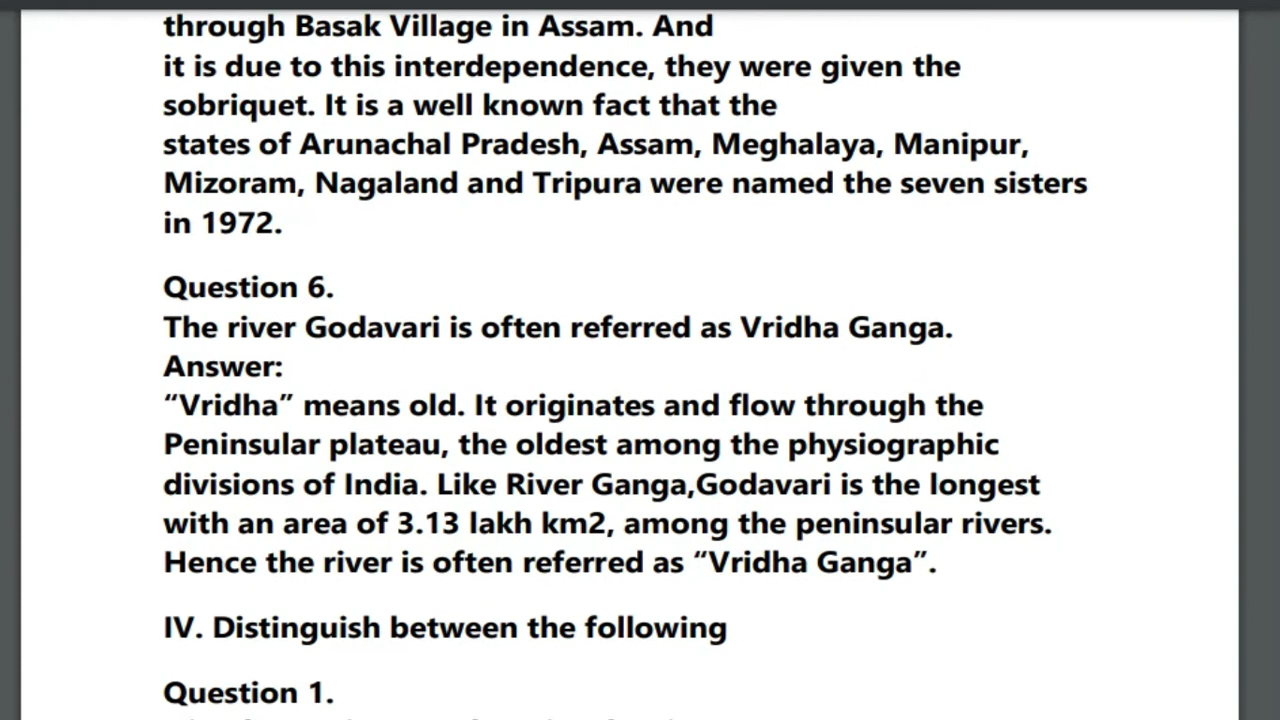 through Basak Village in Assam. And
it is due to this interdependence, they were given the
sobriquet. It is a well known fact that the
states of Arunachal Pradesh, Assam, Meghalaya, Manipur,
Mizoram, Nagaland and Tripura were named the seven sisters
in 1972.
Question 6.
The river Godavari is often referred as Vridha Ganga.
Answer:
“Vridha” means old. It originates and flow through the
Peninsular plateau, the oldest among the physiographic
divisions of India. Like River Ganga,Godavari is the longest
with an area of 3.13 lakh km2, among the peninsular rivers.
Hence the river is often referred as “Vridha Ganga”.
IV. Distinguish between the following
Question 1.